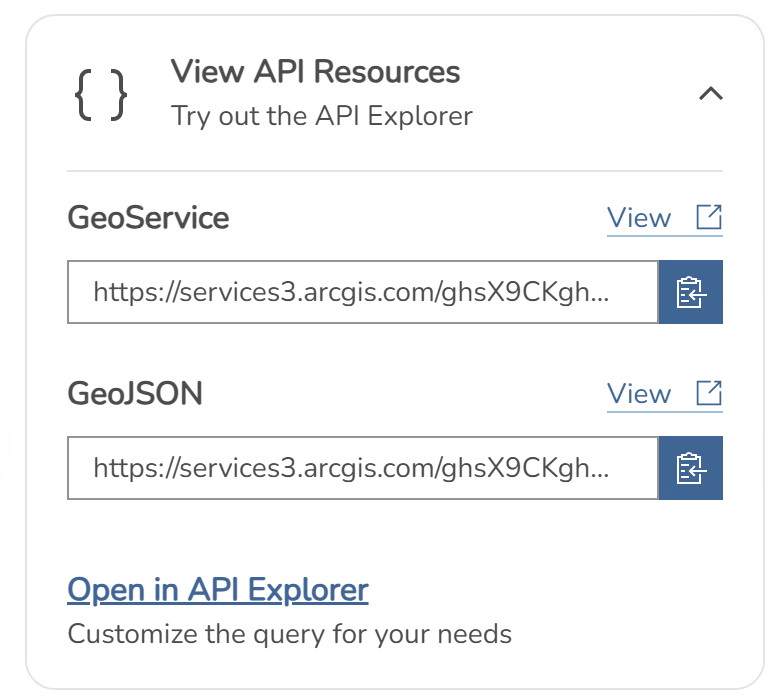 View API Resources
Try out the API Explorer
GeoService
View
https://services3.arcgis.com/ghsX9CKgh...
GeoJSON
View
https://services3.arcgis.com/ghsX9CKgh...
Open in API Explorer
Customize the query for your needs